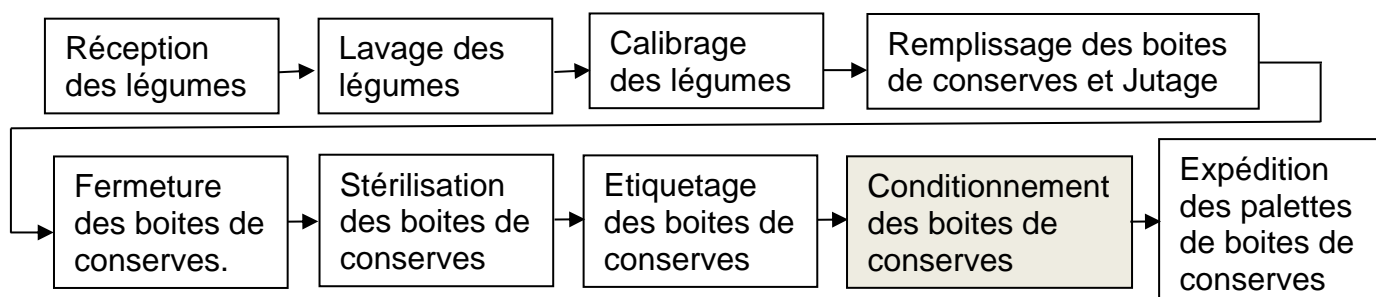 Réception
des légumes
Lavage des
légumes
Calibrage
des légumes
Remplissage des boites
de conserves et Jutage
Fermeture
des boites de
conserves.
Stérilisation
des boites de
conserves
Etiquetage
des boites de
conserves
Conditionnement
des boites de
conserves
Expédition
des palettes
de boites de
conserves